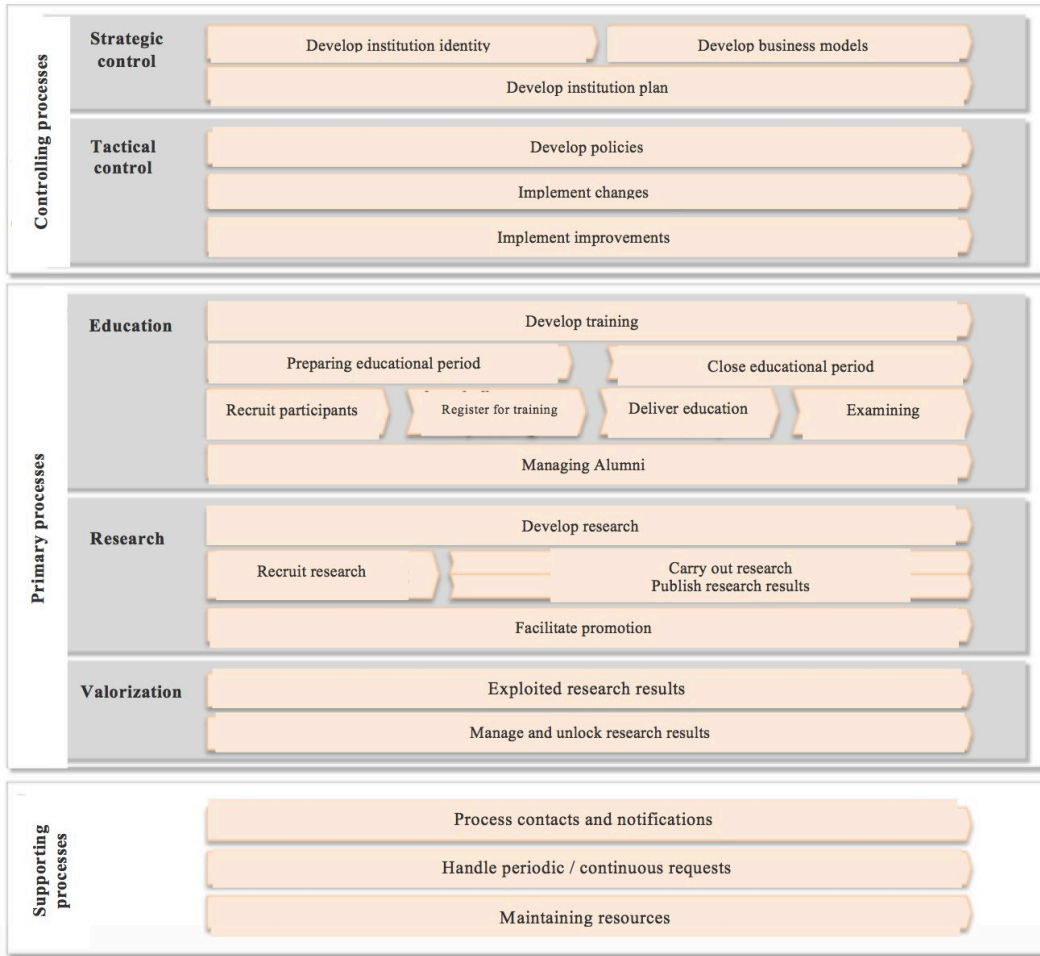 Controlling processes
Strategic
control
Develop institution identity
Develop business models
Develop institution plan
Tactical
control
Develop policies
Implement changes
Implement improvements
Primary processes
Education
Develop training
Preparing educational period
Close educational period
Recruit participants
Register for training
Deliver education
Examining
Managing Alumni
Research
Develop research
Recruit research
Carry out research
Publish research results
Facilitate promotion
Valorization
Exploited research results
Manage and unlock research results
Supporting
processes
Process contacts and notifications
Handle periodic / continuous requests
Maintaining resources